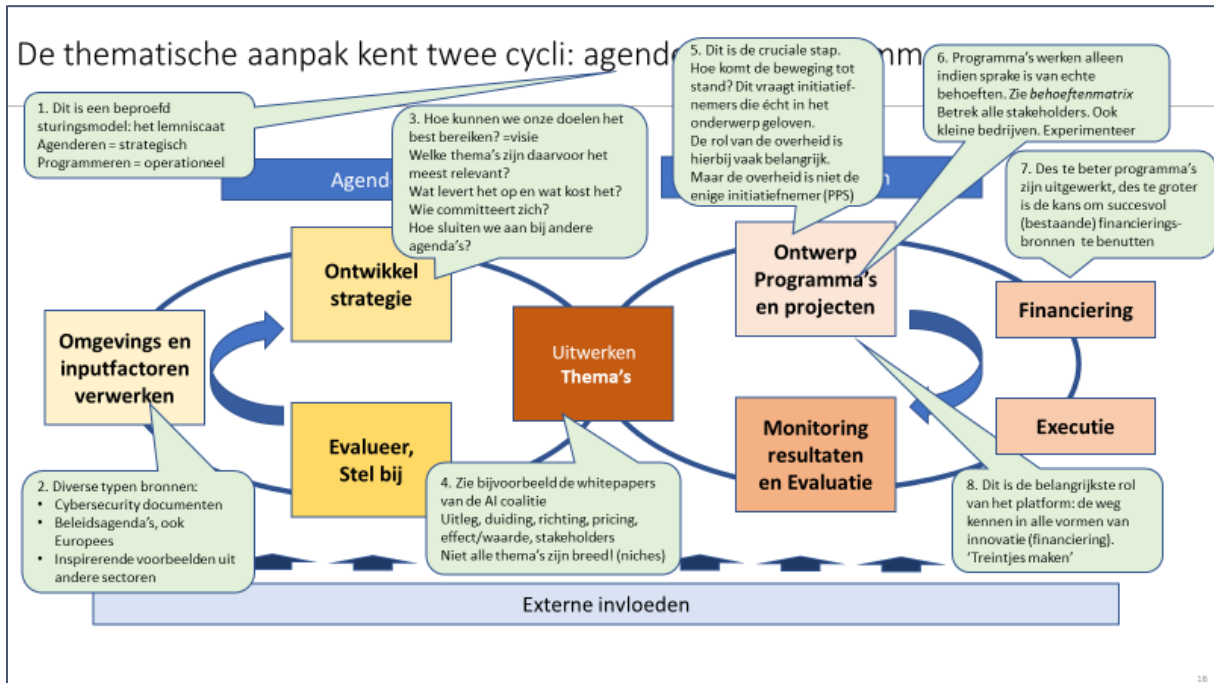 De thematische aanpak kent twee cycli: agende
mm
1. Dit is een beproefd
sturingsmodel: het lemniscaat
Agenderen = strategisch
Programmeren = operationeel
3. Hoe kunnen we onze doelen het
best bereiken? =visie
Welke thema's zijn daarvoor het
meest relevant?
Wat levert het op en wat kost het?
Wie committeert zich?
Hoe sluiten we aan bij andere
agenda's?
5. Dit is de cruciale stap.
Hoe komt de beweging tot
stand? Dit vraagt initiatief-
nemers die écht in het
onderwerp geloven.
De rol van de overheid is
hierbij vaak belangrijk.
Maar de overheid is niet de
enige initiatiefnemer (PPS)
6. Programma's werken alleen
indien sprake is van echte
behoeften. Zie behoeftenmatrix
Betrek alle stakeholders. Ook
kleine bedrijven. Experimenteer
7. Des te beter programma's
zijn uitgewerkt, des te groter
is de kans om succesvol
(bestaande) financierings-
bronnen te benutten
Agende
n
Ontwikkel
strategie
Omgevings en
inputfactoren
verwerken
Evalueer,
Stel bij
Uitwerken
Thema's
Ontwerp
Programma's
en projecten
Financiering
Executie
Monitoring
resultaten
en Evaluatie
2. Diverse typen bronnen:
• Cybersecurity documenten
• Beleidsagenda's, ook
Europees
• Inspirerende voorbeelden uit
andere sectoren
4. Zie bijvoorbeeld de whitepapers
van de AI coalitie
Uitleg, duiding, richting, pricing,
effect/waarde, stakeholders
Niet alle thema's zijn breed! (niches)
8. Dit is de belangrijkste rol
van het platform: de weg
kennen in alle vormen van
innovatie (financiering).
'Treintjes maken'
Externe invloeden
16